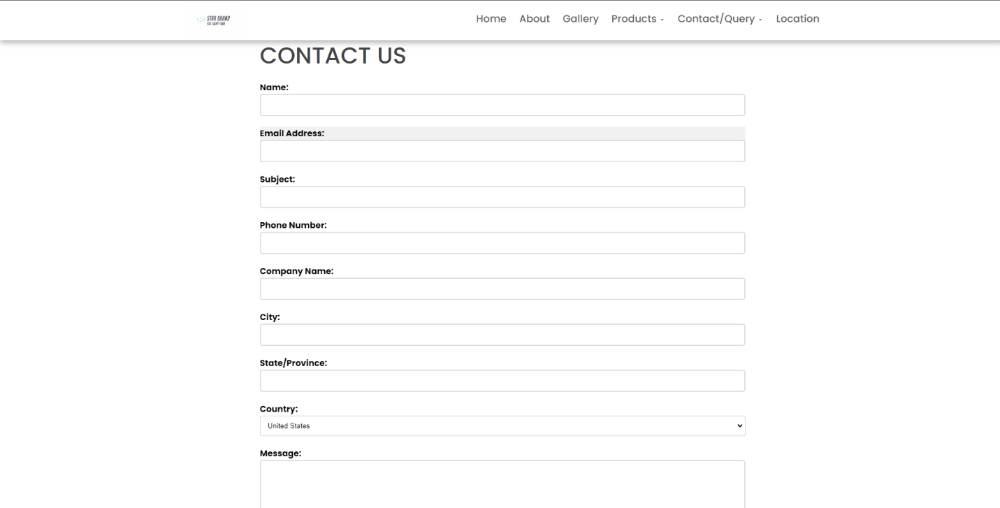 STAR BRAND
Home About Gallery Products Contact/Query Location
CONTACT US
Name:
Email Address:
Subject:
Phone Number:
Company Name:
City:
State/Province:
Country:
United States
Message: